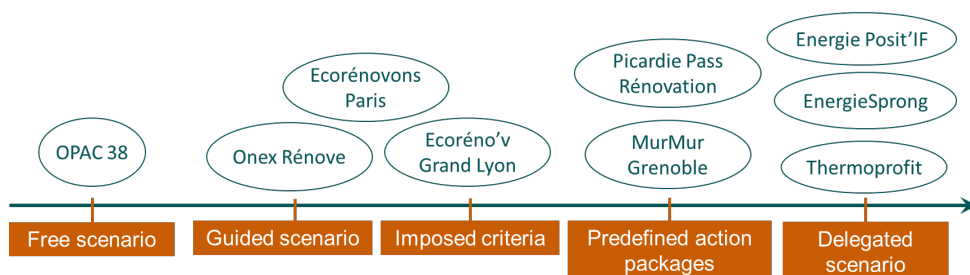 Energie Posit'IF
Ecorénovons
Paris
Picardie Pass
Rénovation
EnergieSprong
OPAC 38
Onex Rénove
Ecoréno'v
Grand Lyon
MurMur
Grenoble
Thermoprofit
Free scenario
Guided scenario
Imposed criteria
Predefined action
packages
Delegated
scenario